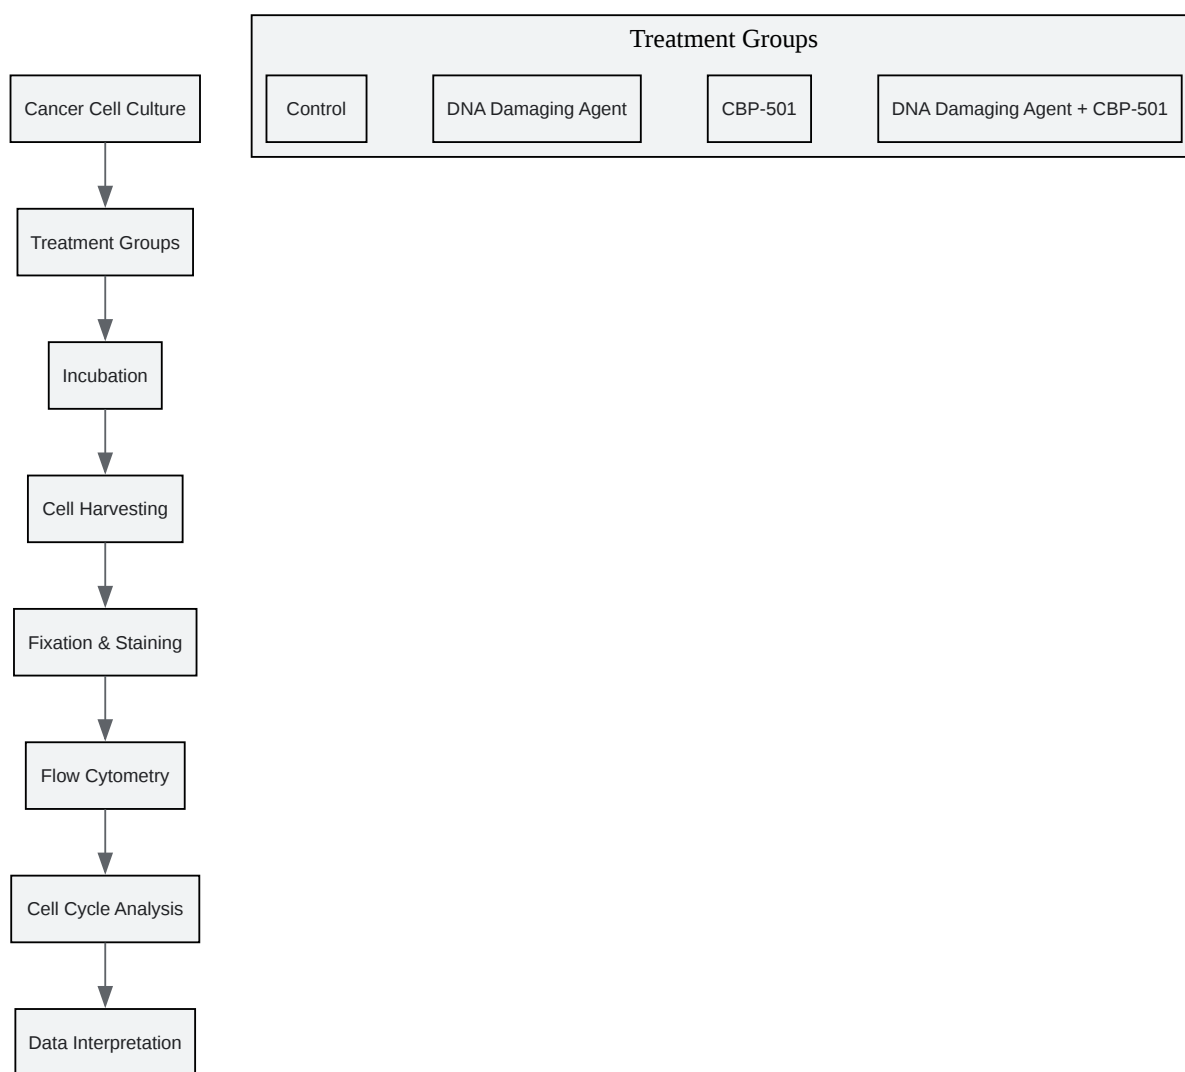 Treatment Groups
Control
DNA Damaging Agent
CBP-501
DNA Damaging Agent + CBP-501
Cancer Cell Culture
Treatment Groups
Incubation
Cell Harvesting
Fixation & Staining
Flow Cytometry
Cell Cycle Analysis
Data Interpretation